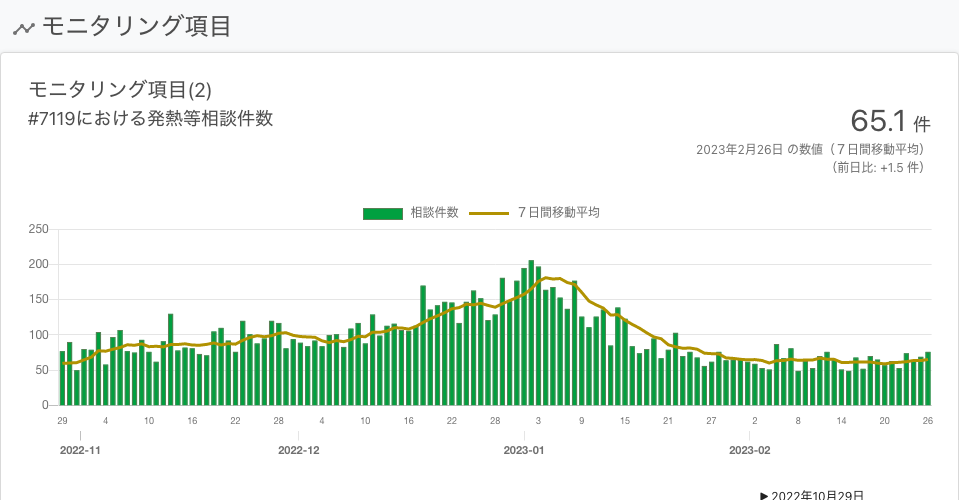 モニタリング項目
モニタリング項目(2)
#7119における発熱等相談件数
65.1 件
2023年2月26日 の数値（７日間移動平均）
（前日比: +1.5 件）
相談件数 ７日間移動平均
250
200
150
100
50
0
29 4 10 16 22 28 4 10 16 22 28 3 9 15 21 27 2 8 14 20 26
2022-11 2022-12 2023-01 2023-02
▶ 2022年10月29日